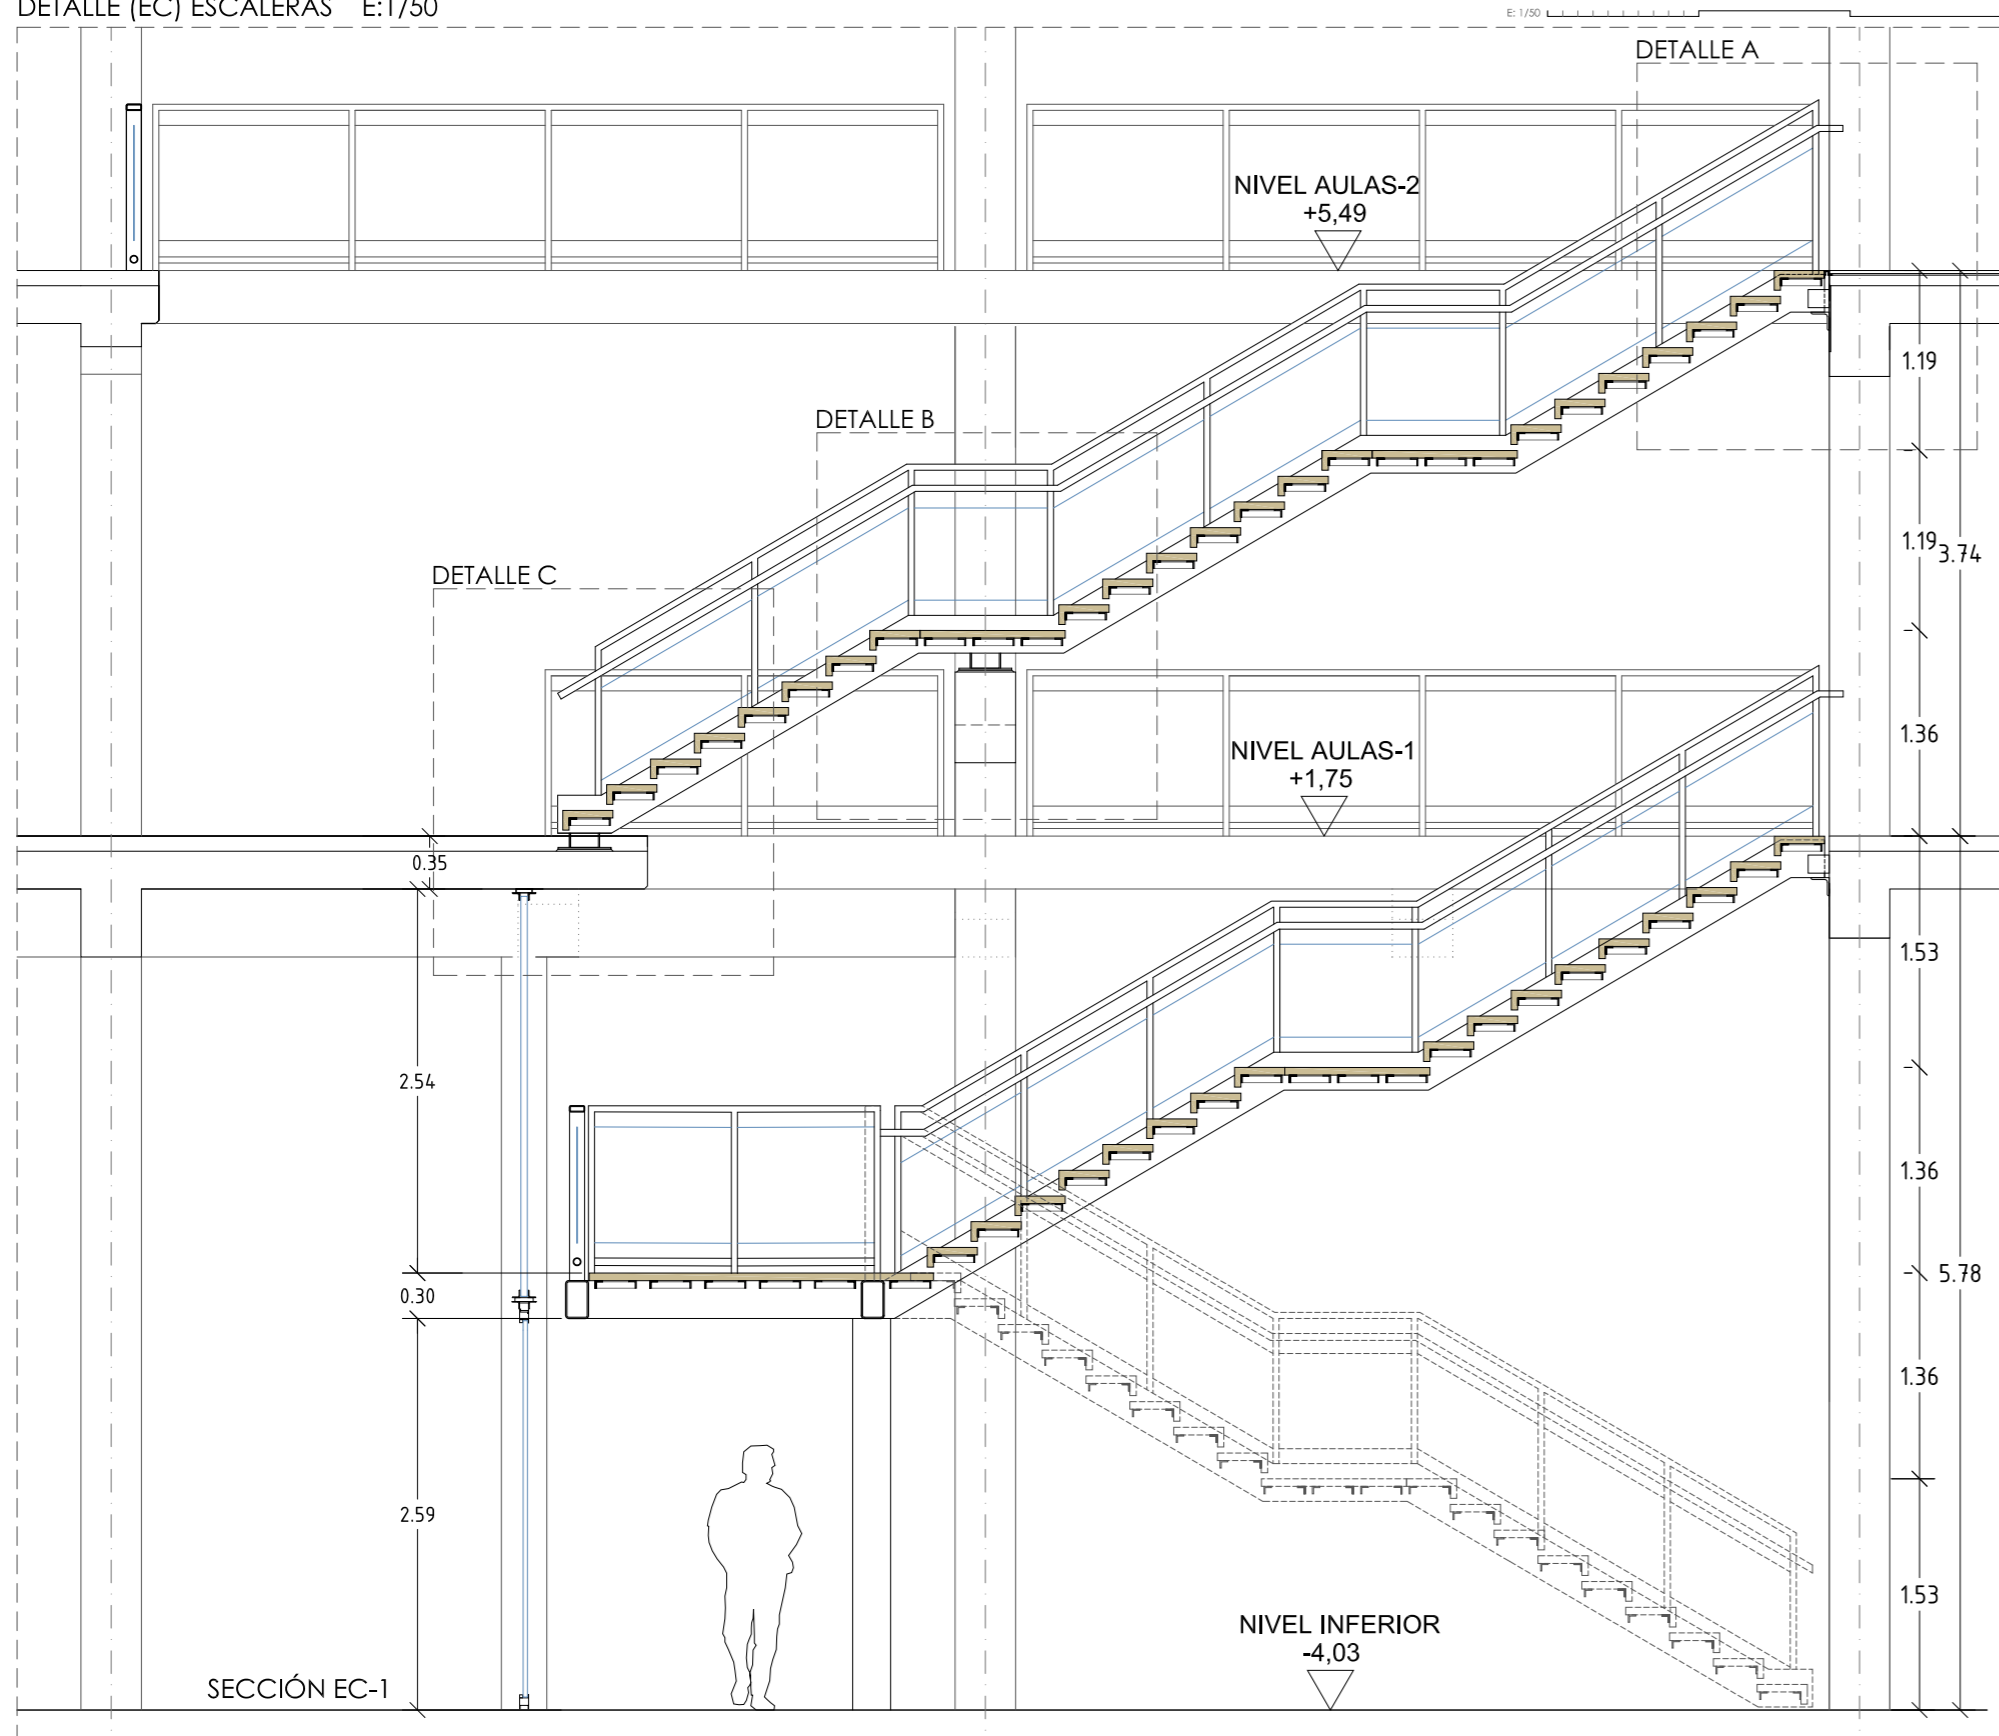 DETALLE (EC) ESCALERAS E:1/50
E: 1/50
DETALLE A
NIVEL AULAS-2
+5,49
1.19
DETALLE B
1.19
3.74
DETALLE C
1.36
NIVEL AULAS-1
+1,75
0.35
1.53
2.54
1.36
5.78
0.30
1.36
2.59
1.53
NIVEL INFERIOR
-4,03
SECCIÓN EC-1